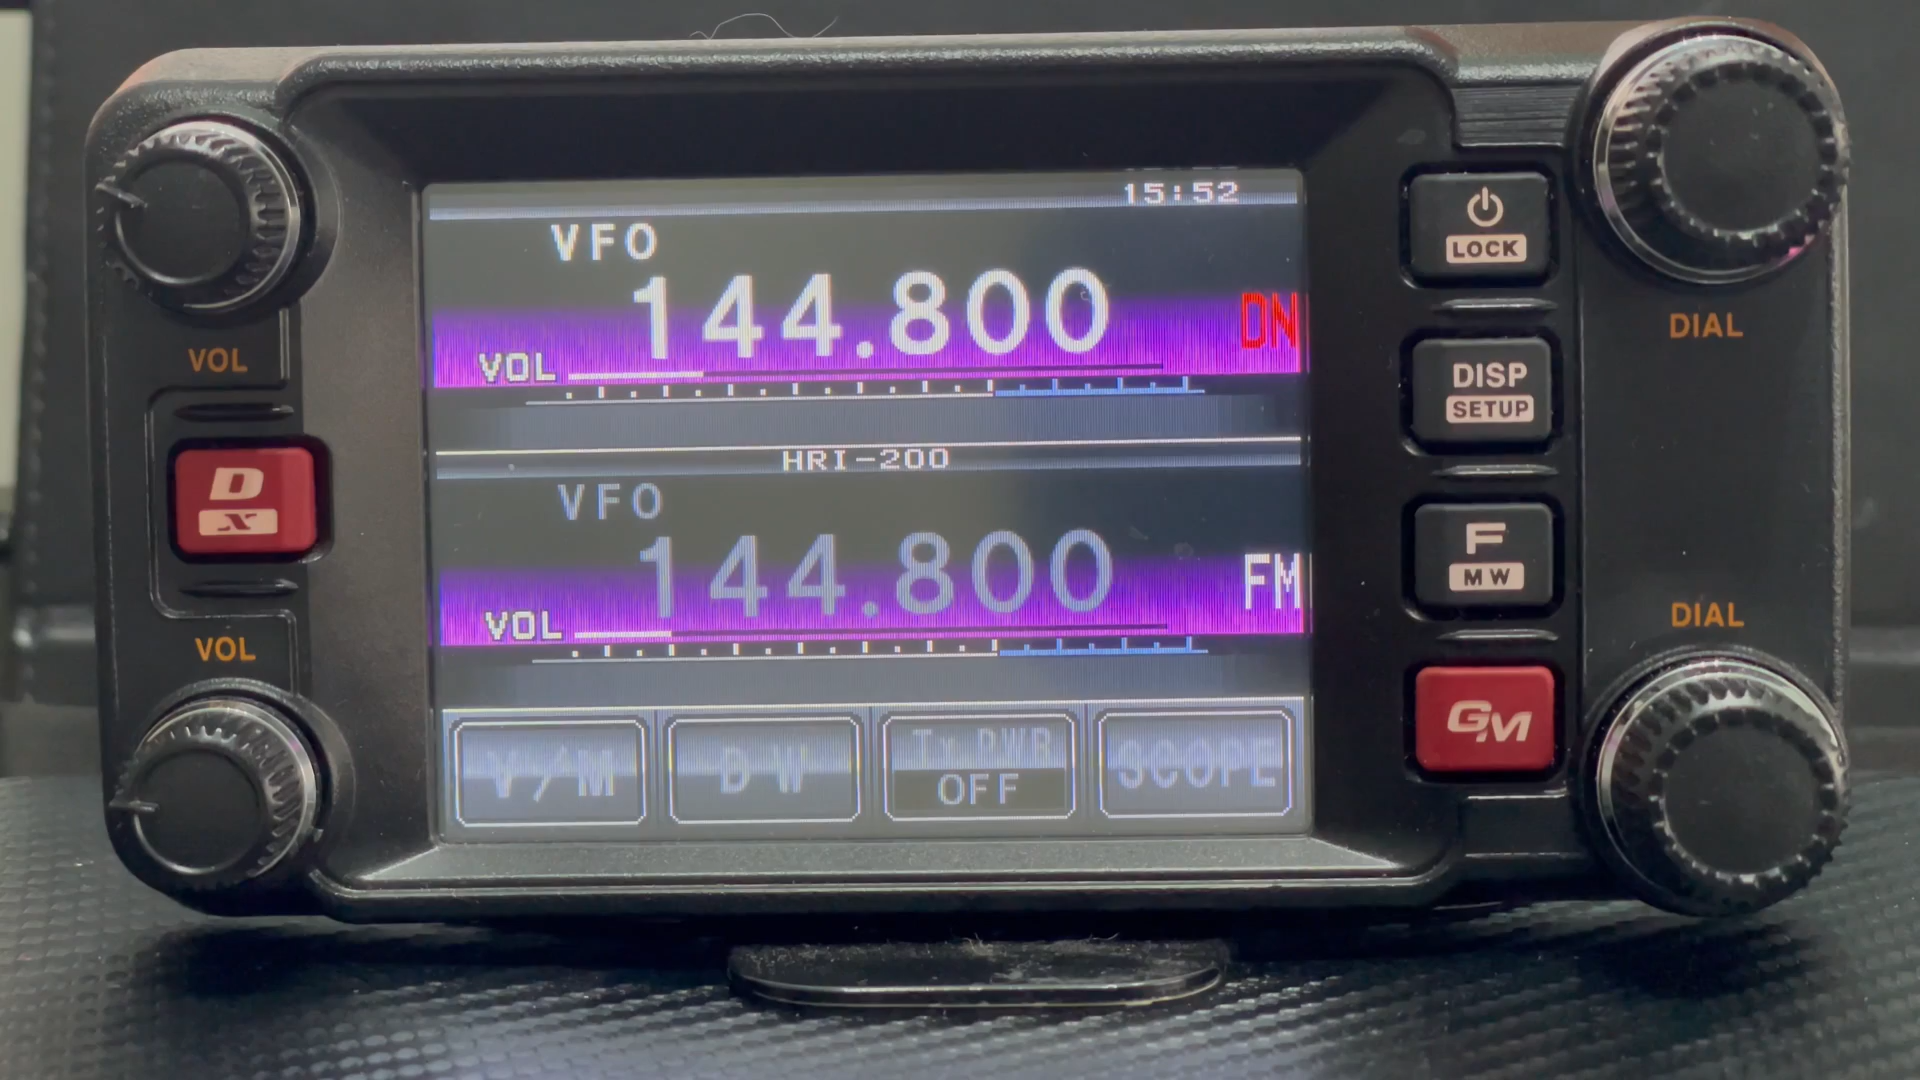 15:52
VFO
144.800
DN
VOL
HRI-200
VFO
144.800
FM
VOL
V/M
DW
Tx PWR
OFF
SCOPE
VOL
D
X
VOL
LOCK
DISP
SETUP
F
MW
GM
DIAL
DIAL